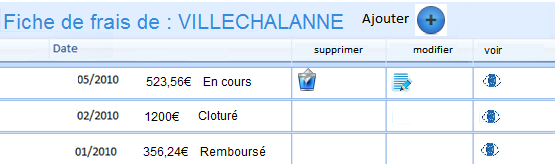 Fiche de frais de : VILLECHALANNE Ajouter
Date supprimer modifier voir
05/2010 523,56€ En cours
02/2010 1200€ Cloturé
01/2010 356,24€ Remboursé